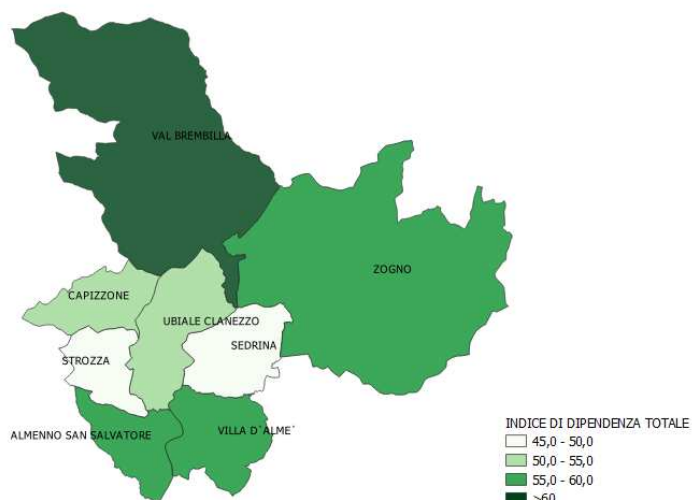 VAL BREMBILLA
ZOGNO
CAPIZZONE
UBIALE CLANEZZO
SEDRINA
STROZZA
ALMENNO SAN SALVATORE
VILLA D`ALME´
INDICE DI DIPENDENZA TOTALE
45,0 - 50,0
50,0 - 55,0
55,0 - 60,0
>60